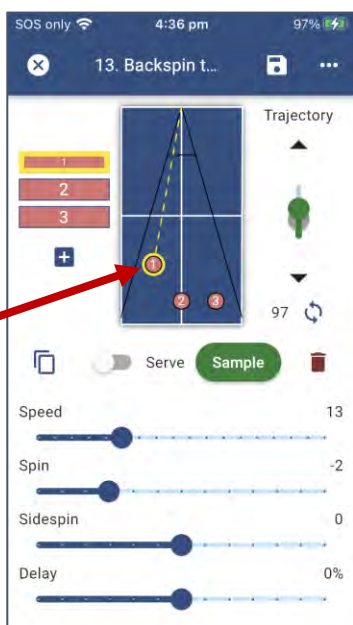 SOS only 4:36 pm 97%
13. Backspin t...
Trajectory
1
2
3
1
2 3
97
Serve Sample
Speed 13
Spin -2
Sidespin 0
Delay 0%